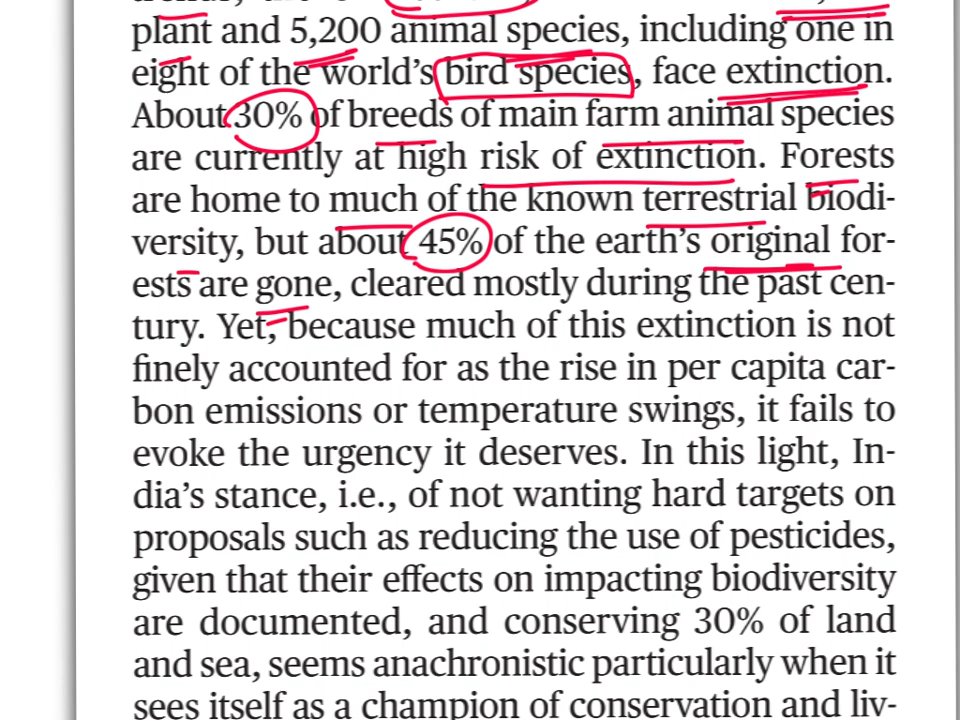 plant and 5,200 animal species, including one in
eight of the world's bird species, face extinction.
About 30% of breeds of main farm animal species
are currently at high risk of extinction. Forests
are home to much of the known terrestrial biodi-
versity, but about 45% of the earth's original for-
ests are gone, cleared mostly during the past cen-
tury. Yet, because much of this extinction is not
finely accounted for as the rise in per capita car-
bon emissions or temperature swings, it fails to
evoke the urgency it deserves. In this light, In-
dia's stance, i.e., of not wanting hard targets on
proposals such as reducing the use of pesticides,
given that their effects on impacting biodiversity
are documented, and conserving 30% of land
and sea, seems anachronistic particularly when it
sees itself as a champion of conservation and liv-